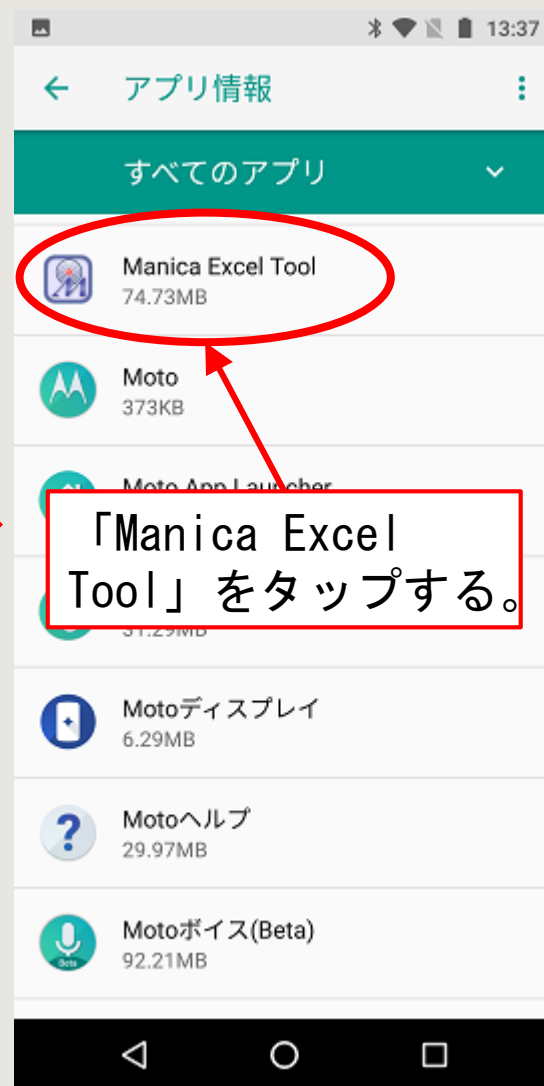 13:37
アプリ情報
すべてのアプリ
Manica Excel Tool
74.73MB
Moto
373KB
Moto App Launcher
「Manica Excel
Tool」をタップする。
31.29MB
Motoディスプレイ
6.29MB
Motoヘルプ
29.97MB
Motoボイス(Beta)
Beta
92.21MB